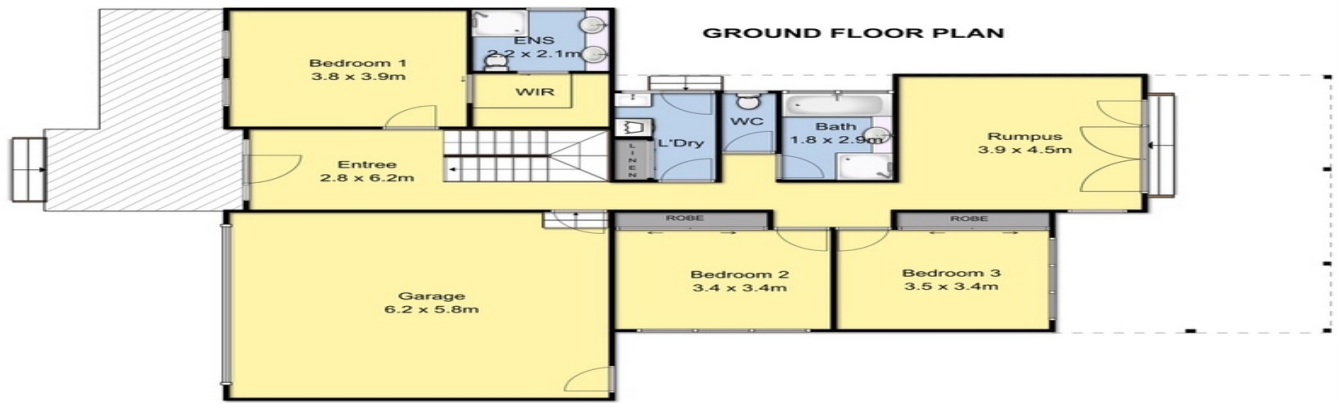 GROUND FLOOR PLAN
Bedroom 1
3.8 x 3.9m
ENS
2.2 x 2.1m
WIR
L'Dry
LINEN
WC
Bath
1.8 x 2.9m
Rumpus
3.9 x 4.5m
Entree
2.8 x 6.2m
ROBE
ROBE
Garage
6.2 x 5.8m
Bedroom 2
3.4 x 3.4m
Bedroom 3
3.5 x 3.4m